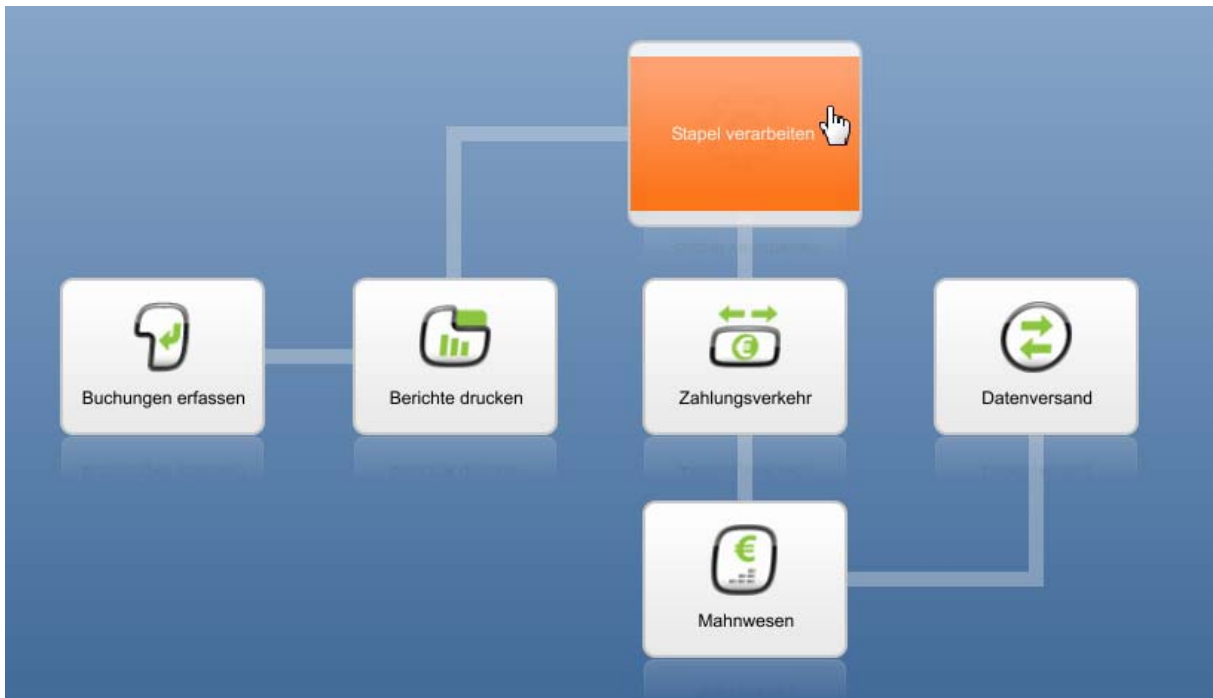 Stapel verarbeiten
Buchungen erfassen
Berichte drucken
Zahlungsverkehr
Datenversand
Mahnwesen